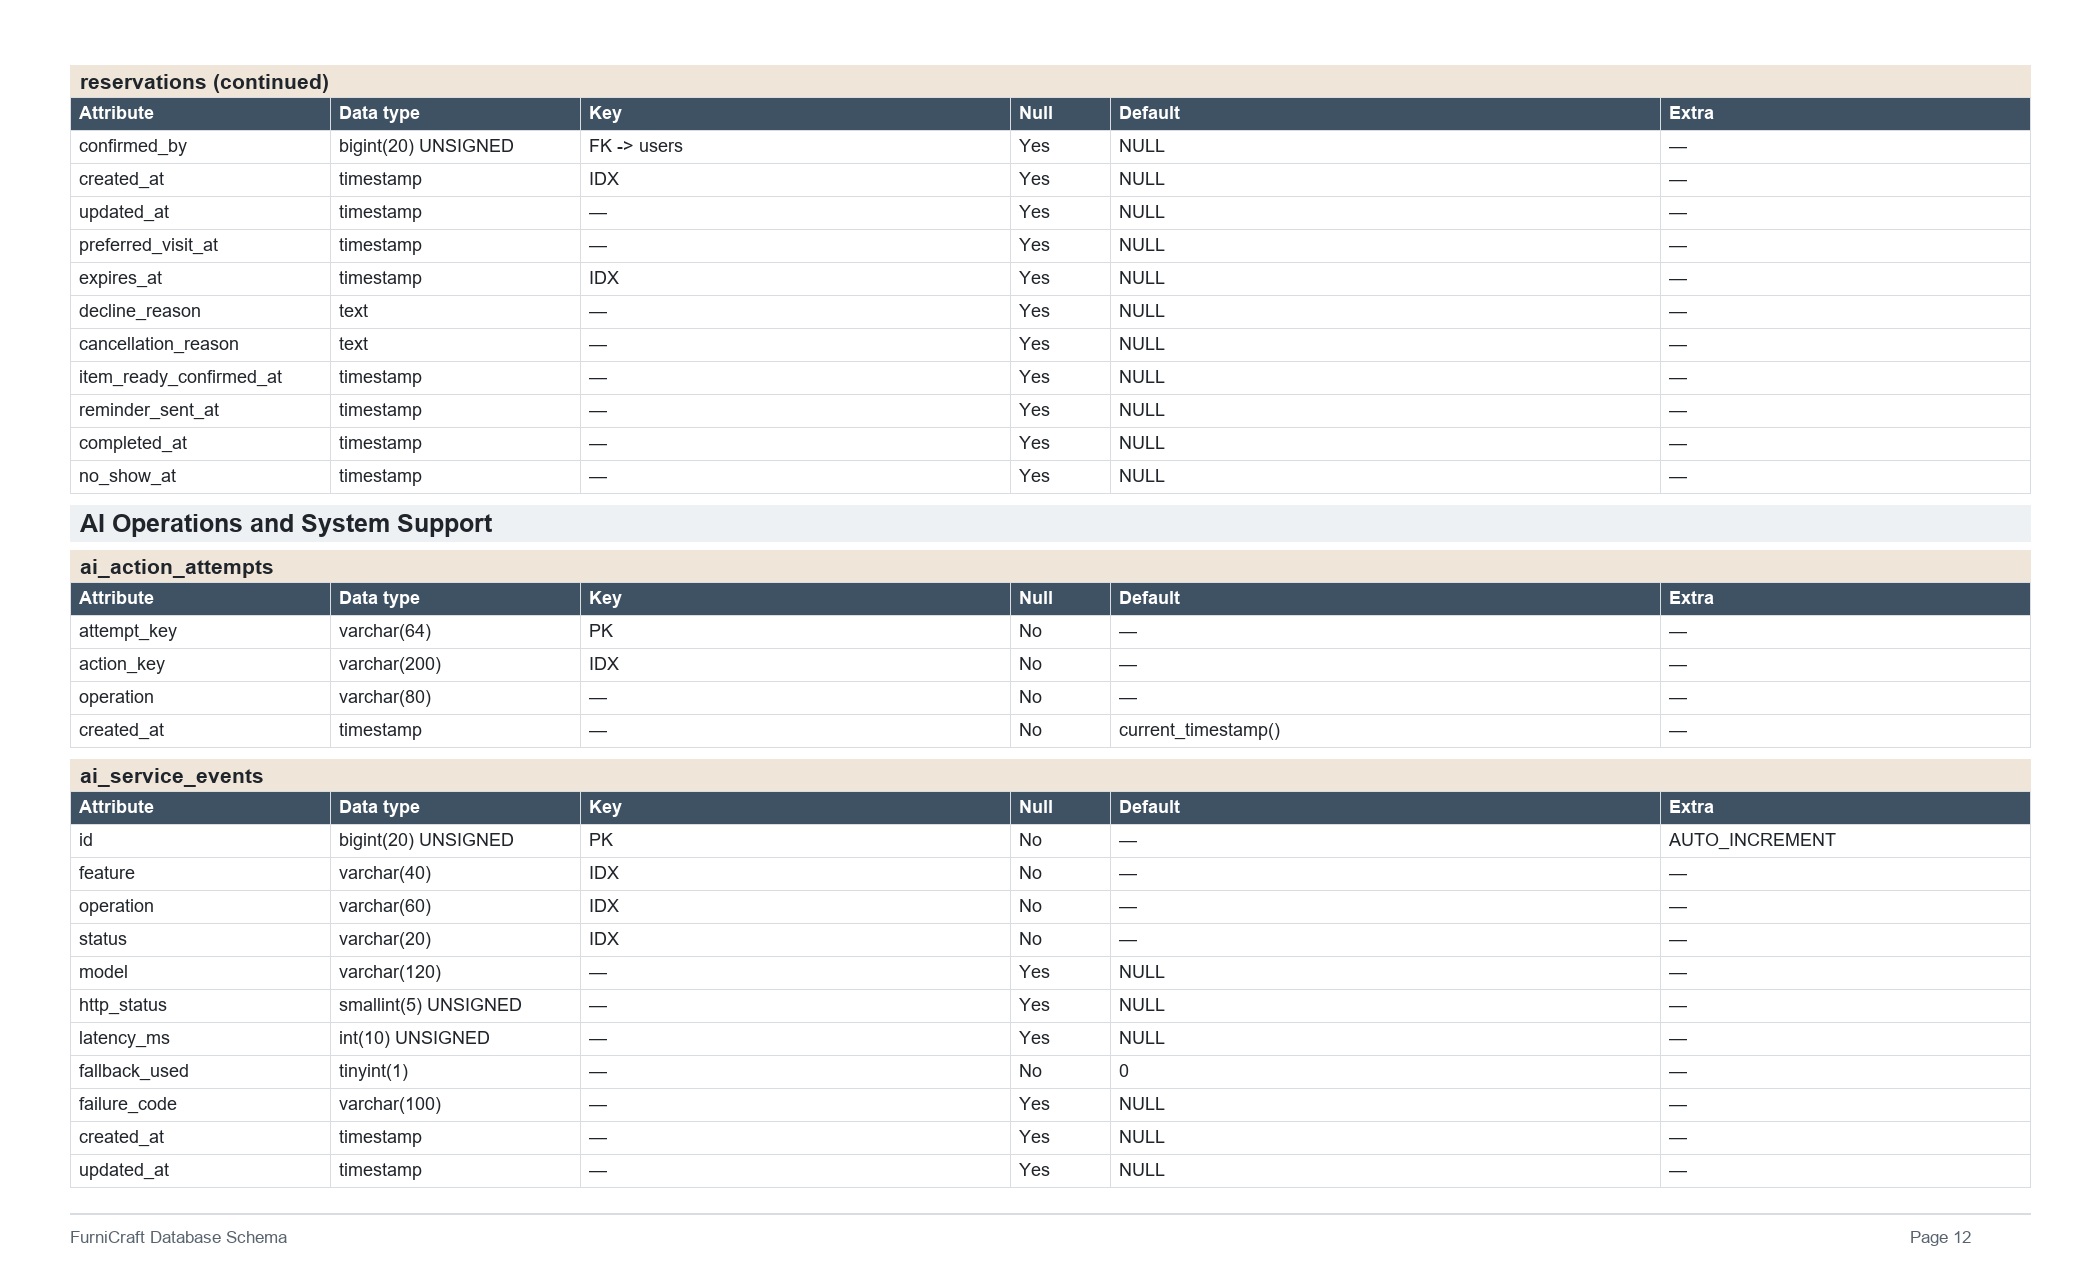 reservations (continued)
Attribute Data type Key Null Default Extra
confirmed_by bigint(20) UNSIGNED FK -> users Yes NULL —
created_at timestamp IDX Yes NULL —
updated_at timestamp — Yes NULL —
preferred_visit_at timestamp — Yes NULL —
expires_at timestamp IDX Yes NULL —
decline_reason text — Yes NULL —
cancellation_reason text — Yes NULL —
item_ready_confirmed_at timestamp — Yes NULL —
reminder_sent_at timestamp — Yes NULL —
completed_at timestamp — Yes NULL —
no_show_at timestamp — Yes NULL —
AI Operations and System Support
ai_action_attempts
Attribute Data type Key Null Default Extra
attempt_key varchar(64) PK No — —
action_key varchar(200) IDX No — —
operation varchar(80) — No — —
created_at timestamp — No current_timestamp() —
ai_service_events
Attribute Data type Key Null Default Extra
id bigint(20) UNSIGNED PK No — AUTO_INCREMENT
feature varchar(40) IDX No — —
operation varchar(60) IDX No — —
status varchar(20) IDX No — —
model varchar(120) — Yes NULL —
http_status smallint(5) UNSIGNED — Yes NULL —
latency_ms int(10) UNSIGNED — Yes NULL —
fallback_used tinyint(1) — No 0 —
failure_code varchar(100) — Yes NULL —
created_at timestamp — Yes NULL —
updated_at timestamp — Yes NULL —
FurniCraft Database Schema Page 12